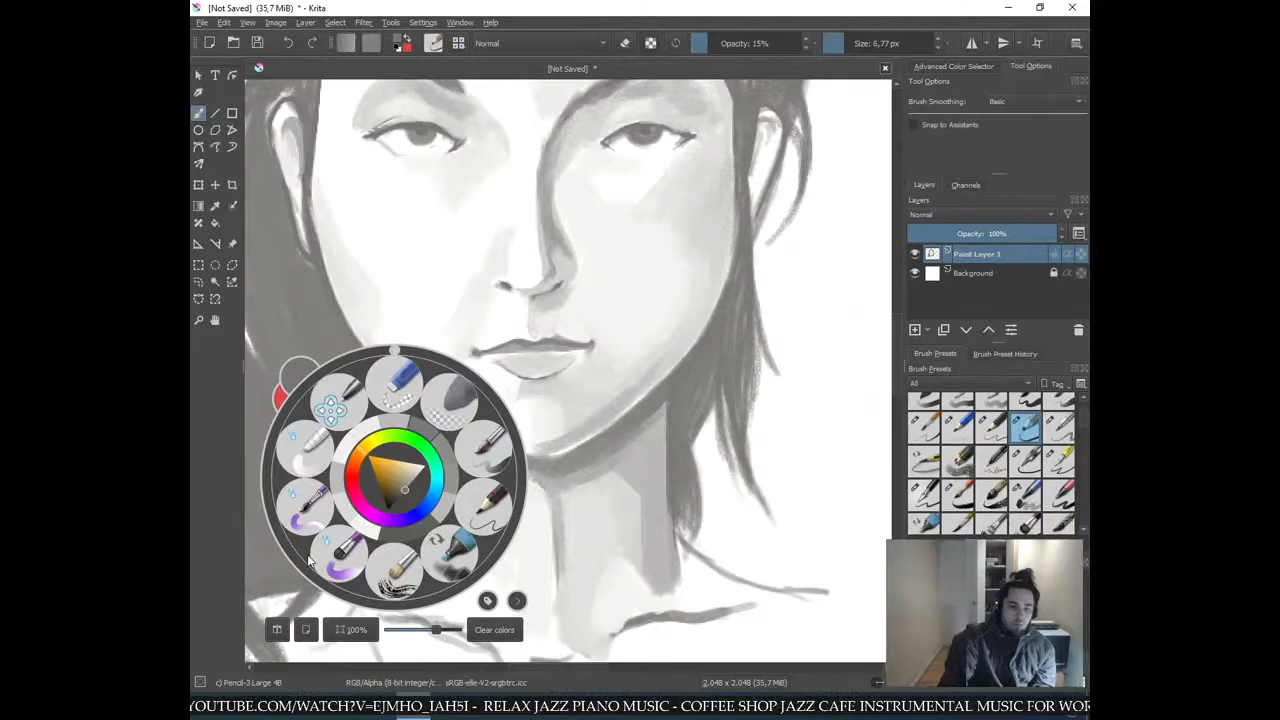 [Not Saved] (35,7 MiB) * - Krita
File Edit View Image Layer Select Filter Tools Settings Window Help
Normal Opacity: 15% Size: 6,77 px
[Not Saved] *
Advanced Color Selector Tool Options
Tool Options
Brush Smoothing: Basic
Snap to Assistants
Layers Channels
Layers
Normal
Opacity: 100%
Paint Layer 1
Background
Brush Presets Brush Preset History
Brush Presets
All Tag
100% Clear colors
c) Pencil-3 Large 4B RGB/Alpha (8-bit integer/c... sRGB-elle-V2-srgbtrc.icc 2.048 x 2.048 (35,7 MiB)
YOUTUBE.COM/WATCH?V=EJMHO_IAH5I - RELAX JAZZ PIANO MUSIC - COFFEE SHOP JAZZ CAFE INSTRUMENTAL MUSIC FOR WOR